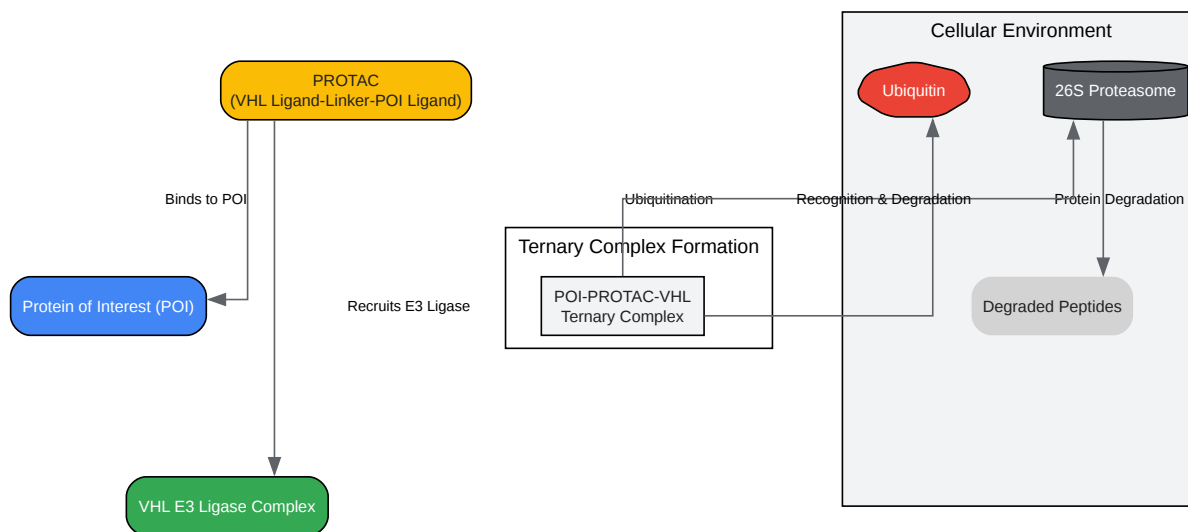 Cellular Environment
PROTAC
(VHL Ligand-Linker-POI Ligand)
Ubiquitin
26S Proteasome
Binds to POI
Ubiquitination
Recognition & Degradation
Protein Degradation
Ternary Complex Formation
Protein of Interest (POI)
Recruits E3 Ligase
POI-PROTAC-VHL
Ternary Complex
Degraded Peptides
VHL E3 Ligase Complex